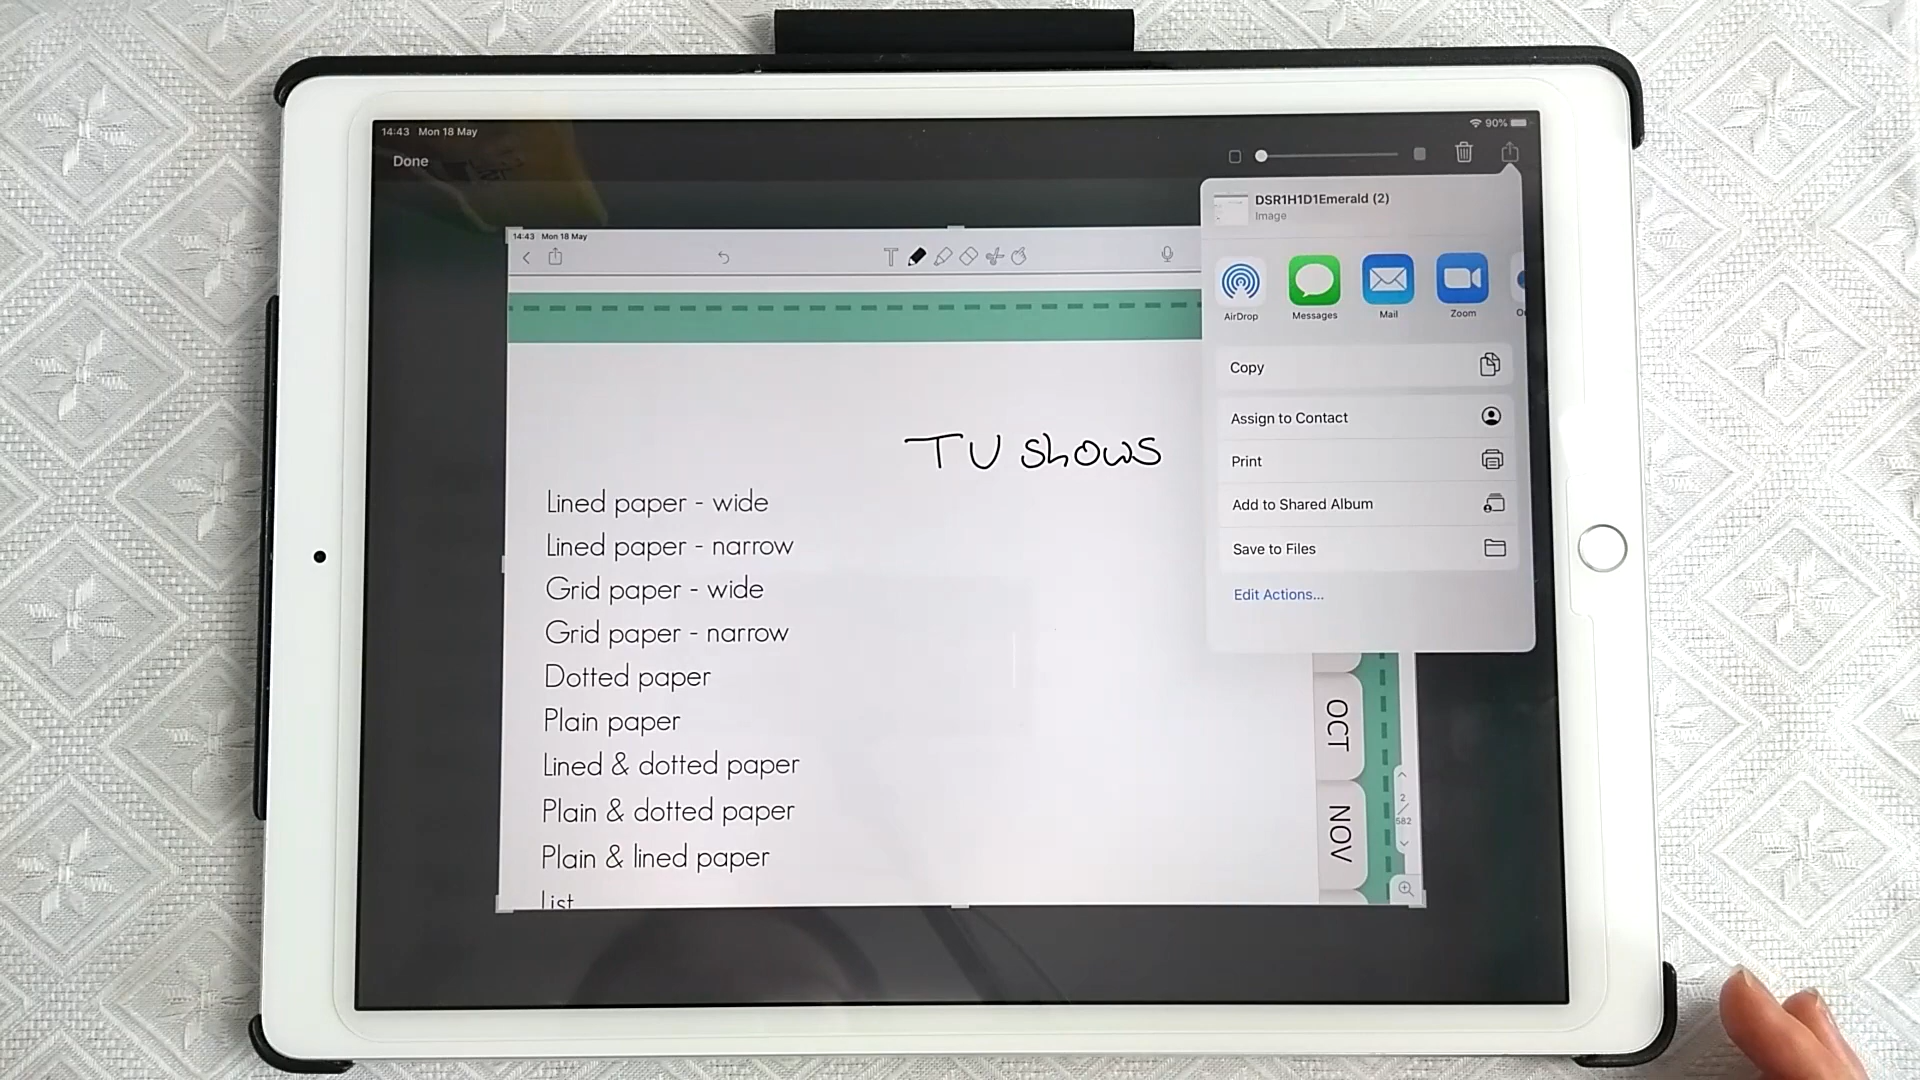 14:43 Mon 18 May
90%
Done
DSR1H1D1Emerald (2)
Image
AirDrop
Messages
Mail
Zoom
Copy
Assign to Contact
Print
Add to Shared Album
Save to Files
Edit Actions...
14:43 Mon 18 May
TV shows
Lined paper - wide
Lined paper - narrow
Grid paper - wide
Grid paper - narrow
Dotted paper
Plain paper
Lined & dotted paper
Plain & dotted paper
Plain & lined paper
List
OCT
NOV
2
582